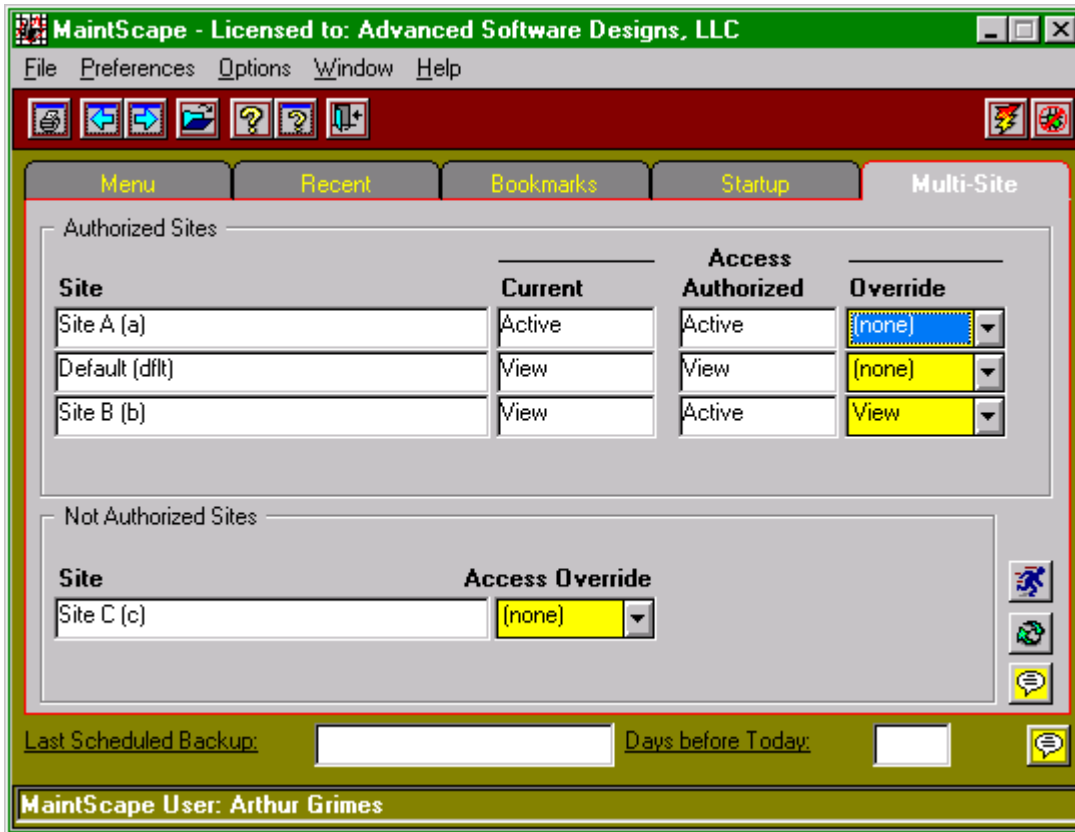 MaintScape - Licensed to: Advanced Software Designs, LLC
File Preferences Options Window Help
Menu Recent Bookmarks Startup Multi-Site
Authorized Sites
Access
Site Current Authorized Override
Site A (a) Active Active (none)
Default (dflt) View View (none)
Site B (b) View Active View
Not Authorized Sites
Site Access Override
Site C (c) (none)
Last Scheduled Backup: Days before Today:
MaintScape User: Arthur Grimes